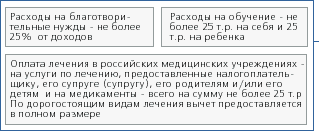 Расходы на благотвори-
тельные нужды - не более
25% от доходов
Расходы на обучение - не
более 25 т.р. на себя и 25
т.р. на ребенка
Оплата лечения в российских медицинских учреждениях -
на услуги по лечению, предоставленные налогоплатель-
щику, его супруге (супругу), его родителям и/или его
детям и на медикаменты - всего на сумму не более 25 т.р
По дорогостоящим видам лечения вычет предоставляется
в полном размере